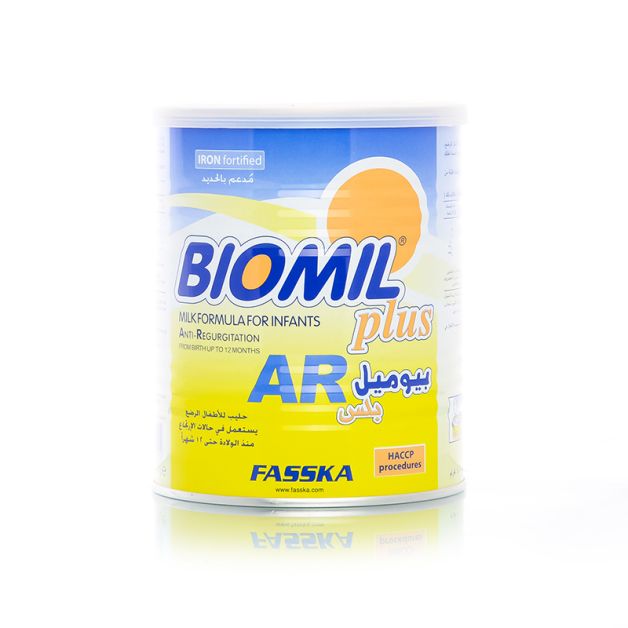 IRON fortified
مُدعم بالحديد
BIOMIL®
plus
MILK FORMULA FOR INFANTS
ANTI-REGURGITATION
FROM BIRTH UP TO 12 MONTHS
AR
بيوميل
بلس
حليب للأطفال الرضع
يستعمل في حالات الإرجاع
منذ الولادة حتى ١٢ شهراً
HACCP
procedures
FASSKA
www.fasska.com